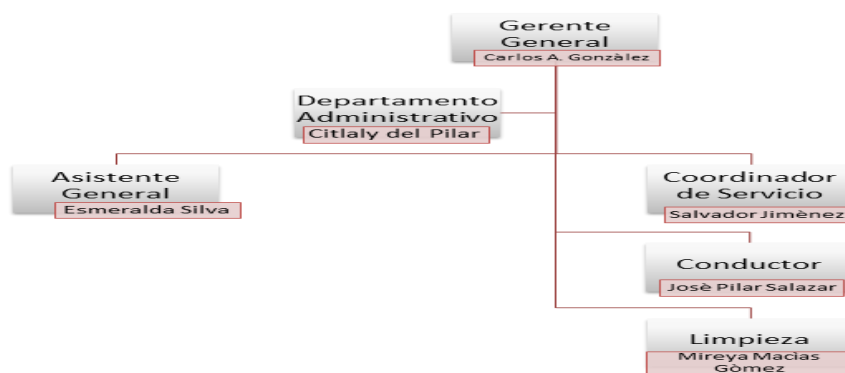 Gerente
General
Carlos A. Gonzàlez
Departamento
Administrativo
Citlaly del Pilar
Asistente
General
Esmeralda Silva
Coordinador
de Servicio
Salvador Jimènez
Conductor
Josè Pilar Salazar
Limpieza
Mireya Macìas
Gòmez